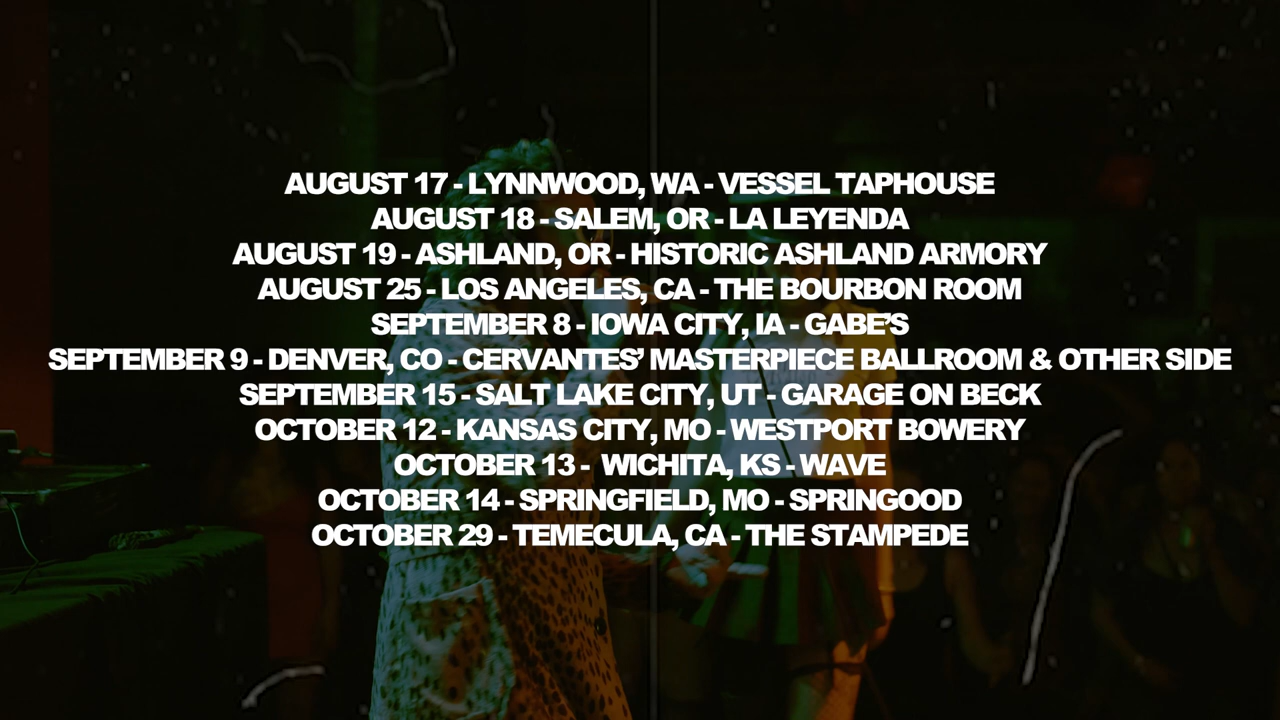 AUGUST 17 - LYNNWOOD, WA - VESSEL TAPHOUSE
AUGUST 18 - SALEM, OR - LA LEYENDA
AUGUST 19 - ASHLAND, OR - HISTORIC ASHLAND ARMORY
AUGUST 25 - LOS ANGELES, CA - THE BOURBON ROOM
SEPTEMBER 8 - IOWA CITY, IA - GABE’S
SEPTEMBER 9 - DENVER, CO - CERVANTES’ MASTERPIECE BALLROOM & OTHER SIDE
SEPTEMBER 15 - SALT LAKE CITY, UT - GARAGE ON BECK
OCTOBER 12 - KANSAS CITY, MO - WESTPORT BOWERY
OCTOBER 13 - WICHITA, KS - WAVE
OCTOBER 14 - SPRINGFIELD, MO - SPRINGOOD
OCTOBER 29 - TEMECULA, CA - THE STAMPEDE